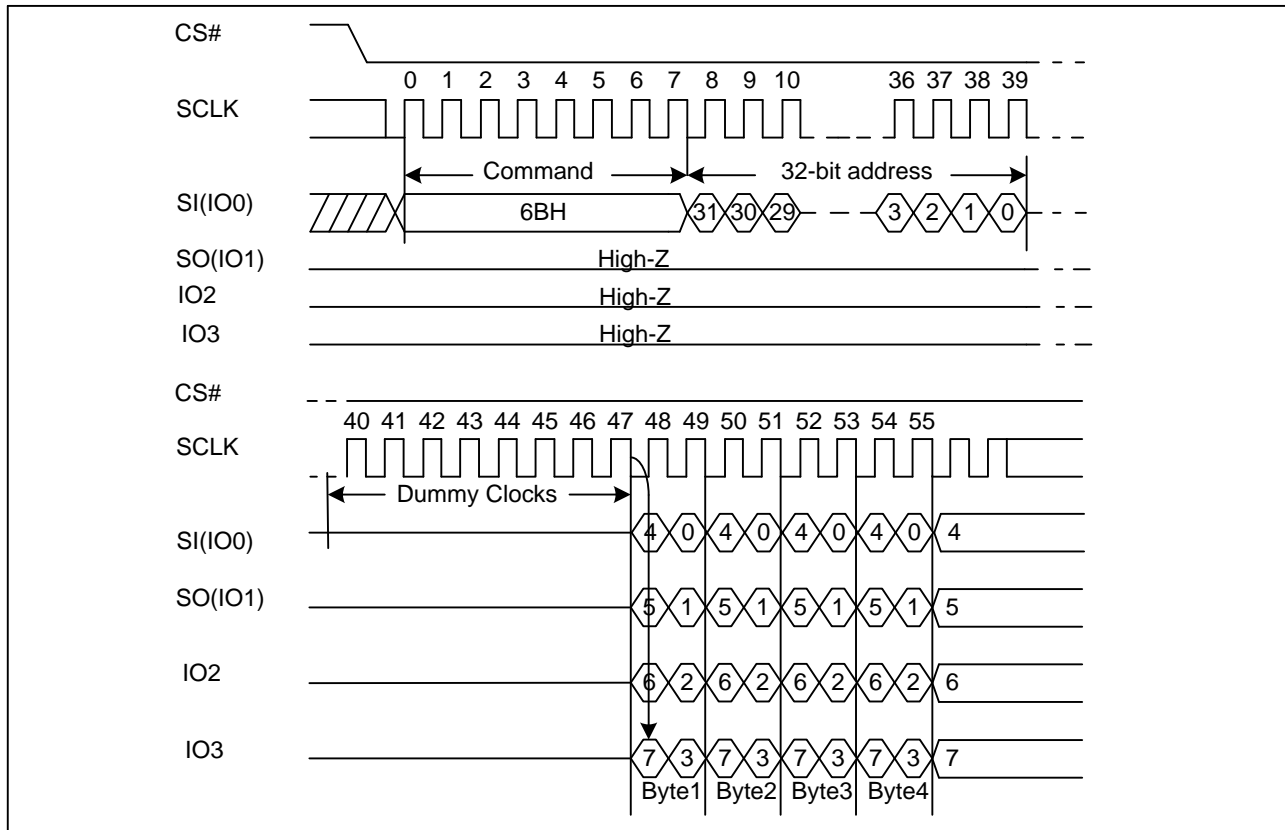 CS#
0 1 2 3 4 5 6 7 8 9 10 36 37 38 39
SCLK
Command 32-bit address
SI(IO0) 6BH 31 30 29 3 2 1 0
SO(IO1) High-Z
IO2 High-Z
IO3 High-Z
CS#
40 41 42 43 44 45 46 47 48 49 50 51 52 53 54 55
SCLK
Dummy Clocks
SI(IO0) 4 0 4 0 4 0 4 0 4
SO(IO1) 5 1 5 1 5 1 5 1 5
IO2 6 2 6 2 6 2 6 2 6
IO3 7 3 7 3 7 3 7 3 7
Byte1 Byte2 Byte3 Byte4